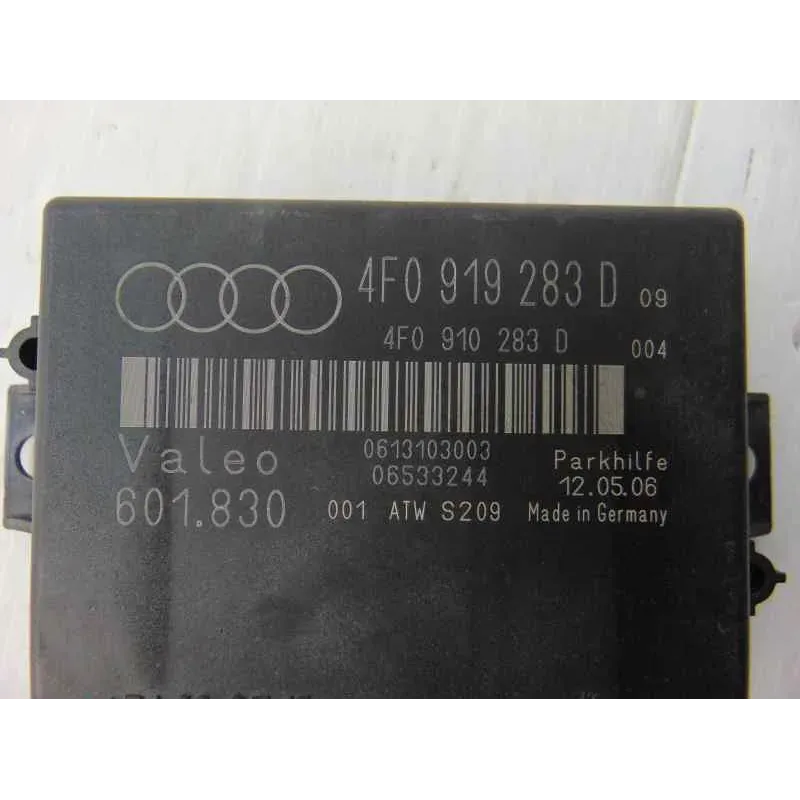 4F0 919 283 D 09
4F0 910 283 D 004
Valeo 0613103003
06533244 Parkhilfe
12.05.06
601.830 001 ATW S209 Made in Germany